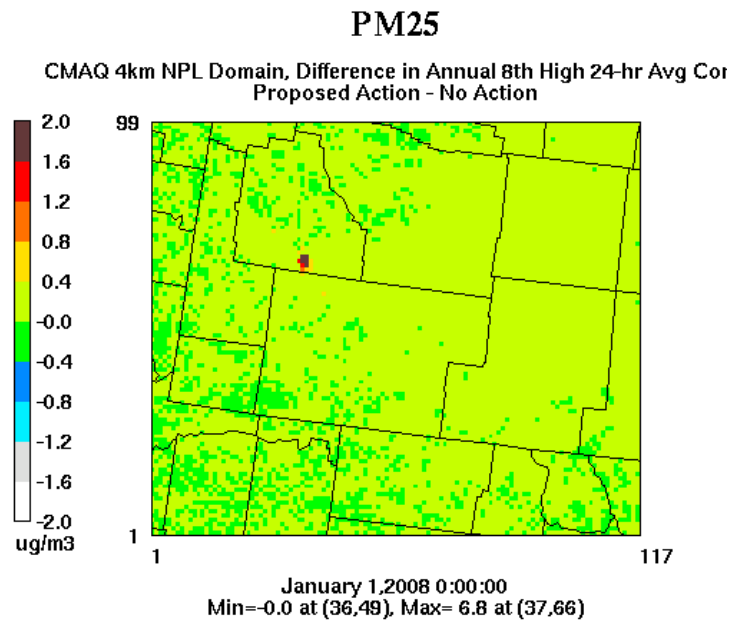 PM25
CMAQ 4km NPL Domain, Difference in Annual 8th High 24-hr Avg Cor
Proposed Action - No Action
2.0
1.6
1.2
0.8
0.4
-0.0
-0.4
-0.8
-1.2
-1.6
-2.0
ug/m3
99
1
1
117
January 1,2008 0:00:00
Min=-0.0 at (36,49), Max= 6.8 at (37,66)